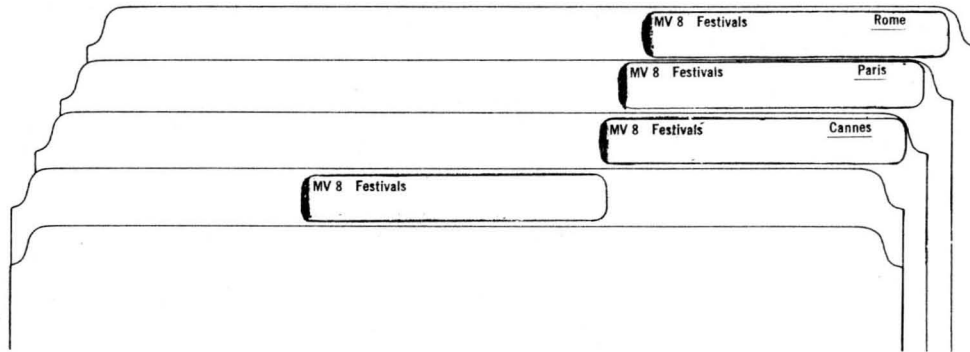 MV 8 Festivals Rome
MV 8 Festivals Paris
MV 8 Festivals Cannes
MV 8 Festivals